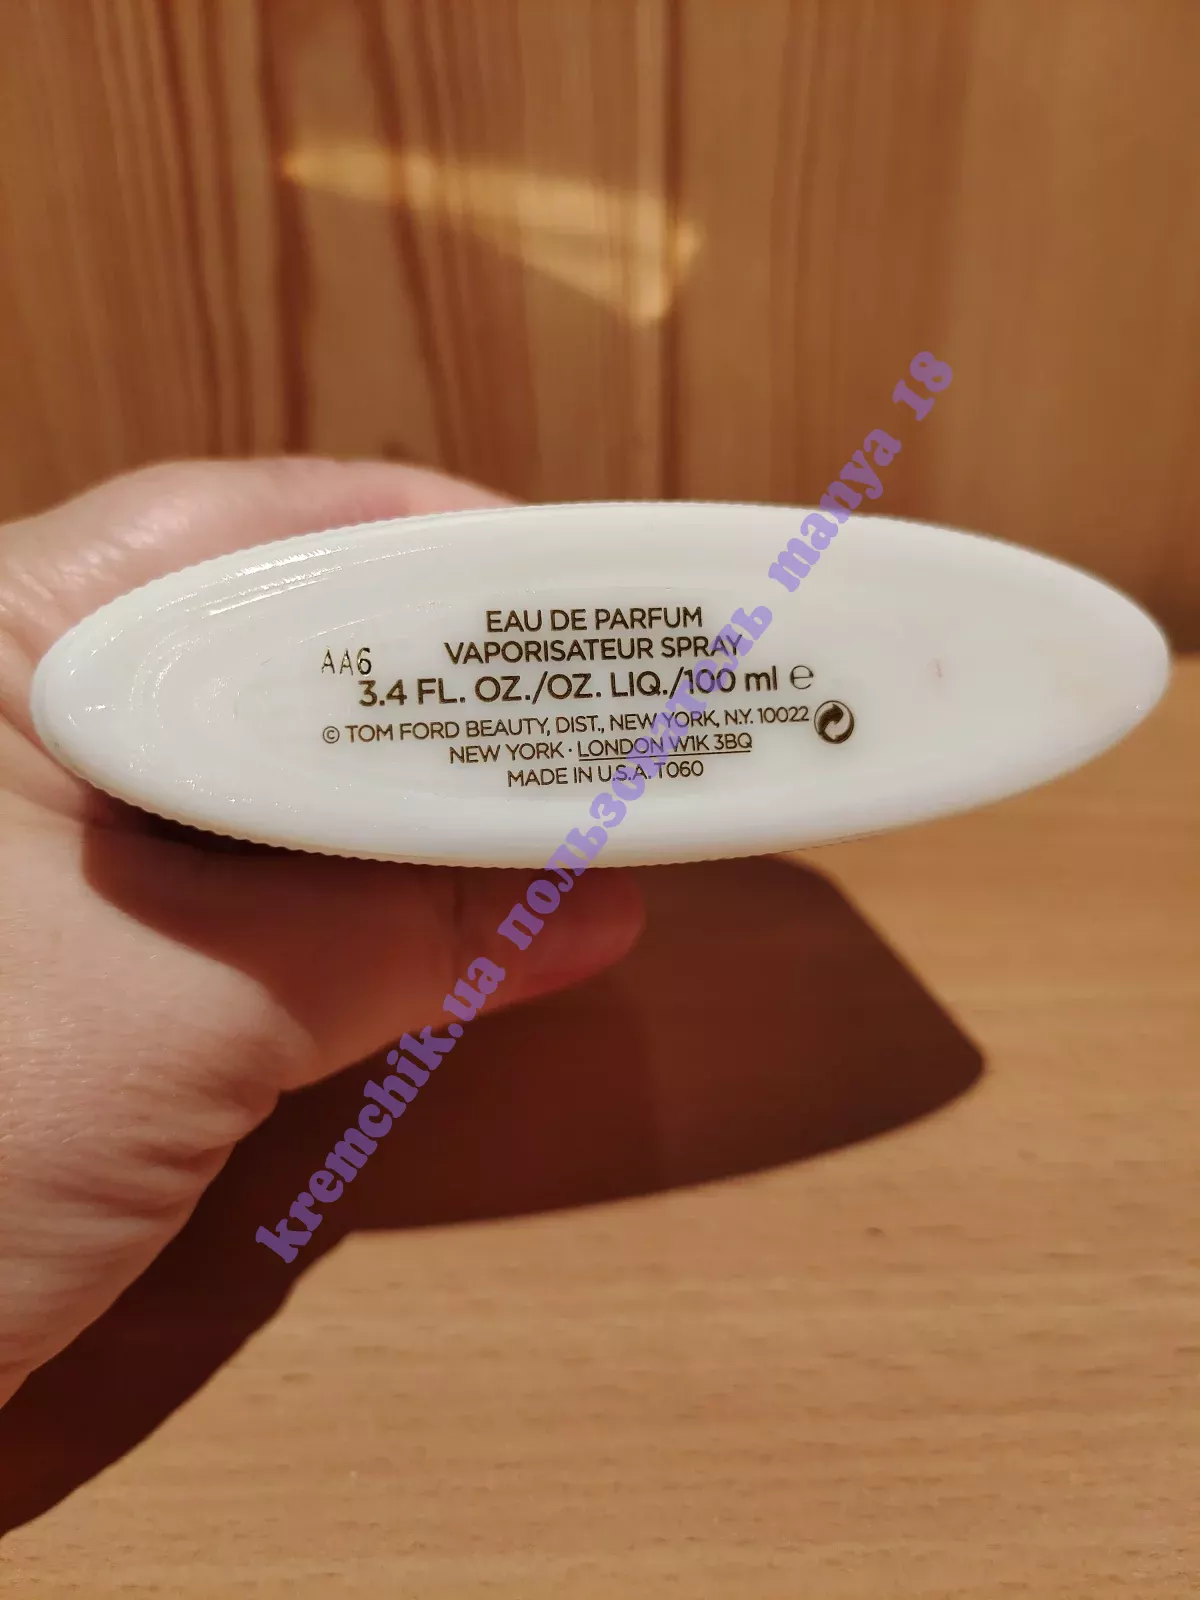 EAU DE PARFUM
VAPORISATEUR SPRAY
AA6
3.4 FL. OZ./OZ. LIQ./100 ml ℮
© TOM FORD BEAUTY, DIST., NEW YORK, N.Y. 10022
NEW YORK · LONDON W1K 3BQ
MADE IN U.S.A. T060
kremchik.ua пользователь manya 18